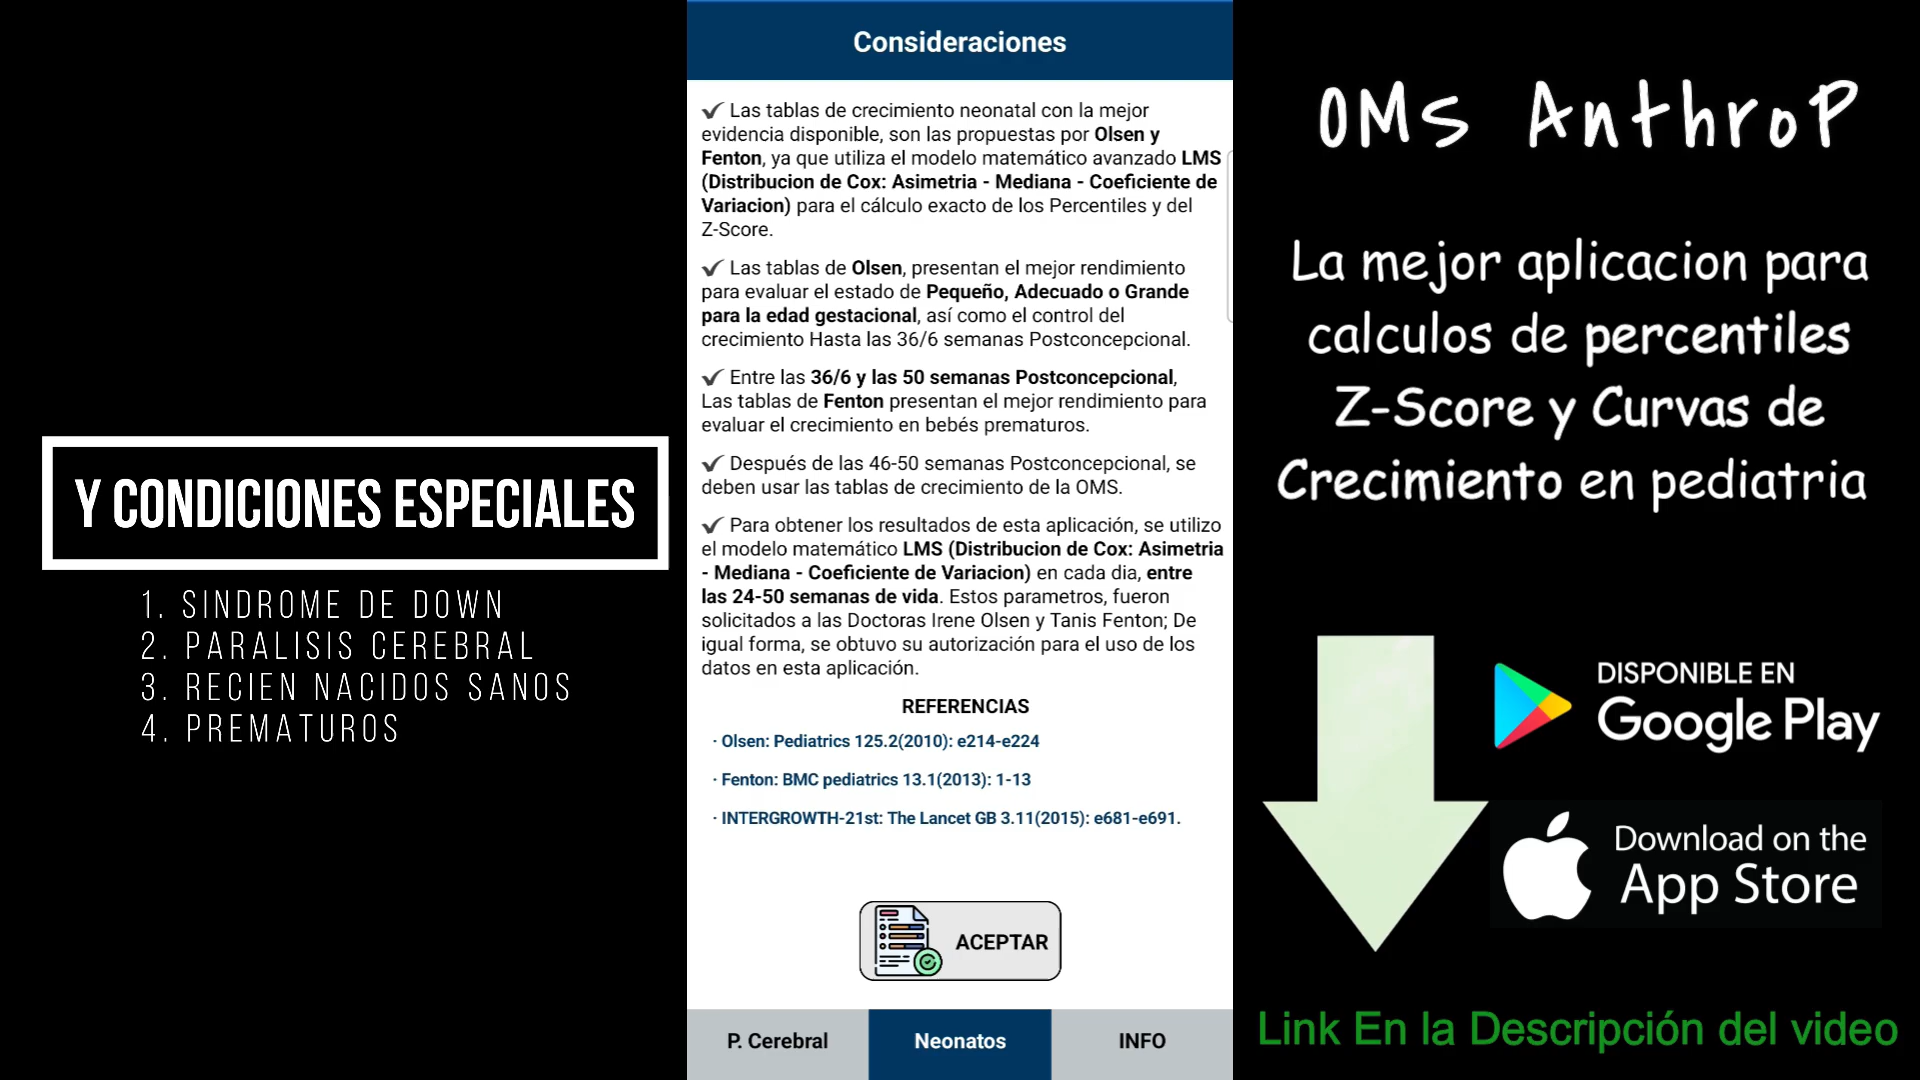 Y CONDICIONES ESPECIALES
1. SINDROME DE DOWN
2. PARALISIS CEREBRAL
3. RECIEN NACIDOS SANOS
4. PREMATUROS
Consideraciones
✓ Las tablas de crecimiento neonatal con la mejor
evidencia disponible, son las propuestas por Olsen y
Fenton, ya que utiliza el modelo matemático avanzado LMS
(Distribucion de Cox: Asimetria - Mediana - Coeficiente de
Variacion) para el cálculo exacto de los Percentiles y del
Z-Score.
✓ Las tablas de Olsen, presentan el mejor rendimiento
para evaluar el estado de Pequeño, Adecuado o Grande
para la edad gestacional, así como el control del
crecimiento Hasta las 36/6 semanas Postconcepcional.
✓ Entre las 36/6 y las 50 semanas Postconcepcional,
Las tablas de Fenton presentan el mejor rendimiento para
evaluar el crecimiento en bebés prematuros.
✓ Después de las 46-50 semanas Postconcepcional, se
deben usar las tablas de crecimiento de la OMS.
✓ Para obtener los resultados de esta aplicación, se utilizo
el modelo matemático LMS (Distribucion de Cox: Asimetria
- Mediana - Coeficiente de Variacion) en cada dia, entre
las 24-50 semanas de vida. Estos parametros, fueron
solicitados a las Doctoras Irene Olsen y Tanis Fenton; De
igual forma, se obtuvo su autorización para el uso de los
datos en esta aplicación.
REFERENCIAS
· Olsen: Pediatrics 125.2(2010): e214-e224
· Fenton: BMC pediatrics 13.1(2013): 1-13
· INTERGROWTH-21st: The Lancet GB 3.11(2015): e681-e691.
ACEPTAR
P. Cerebral
Neonatos
INFO
OMS AnthroP
La mejor aplicacion para
calculos de percentiles
Z-Score y Curvas de
Crecimiento en pediatria
DISPONIBLE EN
Google Play
Download on the
App Store
Link En la Descripción del video